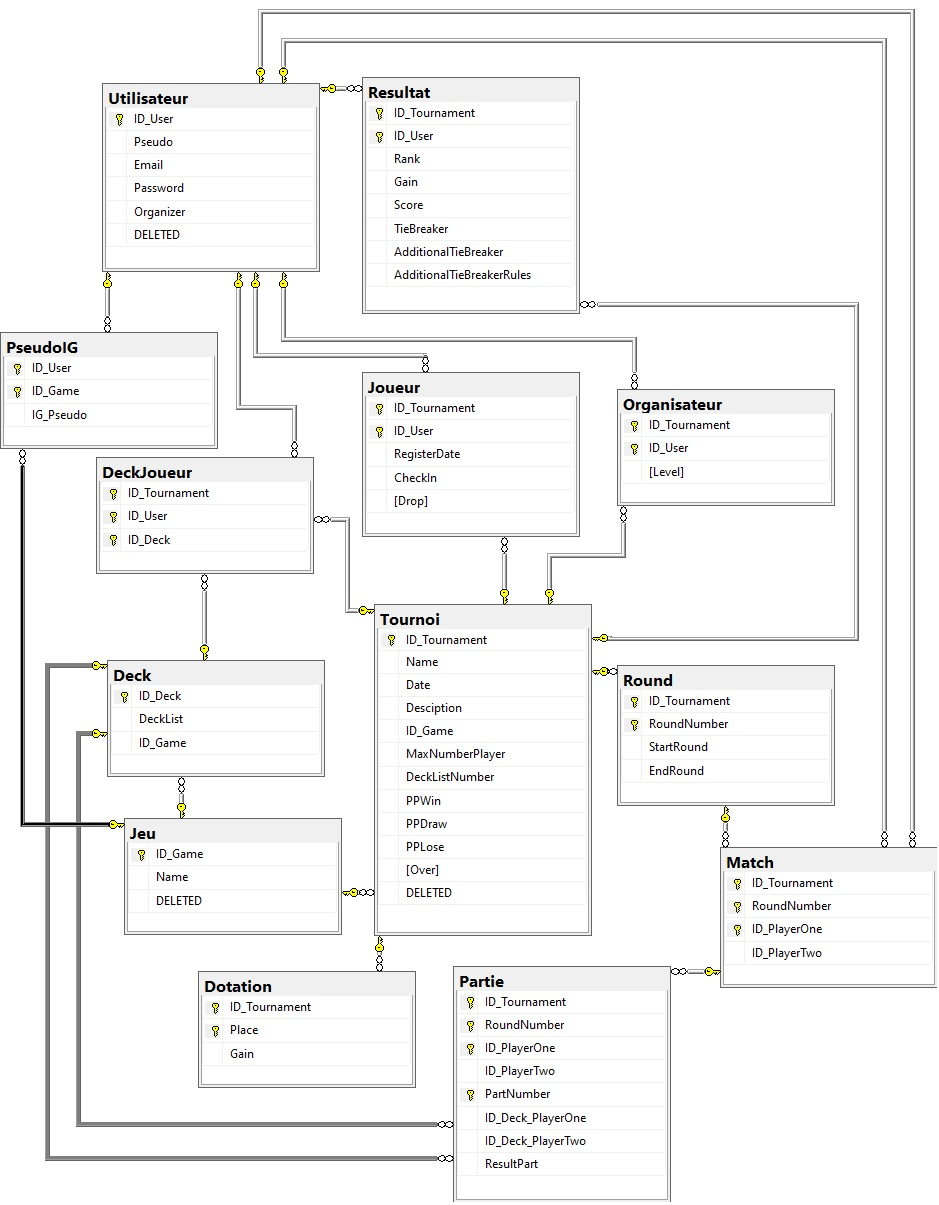 Utilisateur
ID_User
Pseudo
Email
Password
Organizer
DELETED
Resultat
ID_Tournament
ID_User
Rank
Gain
Score
TieBreaker
AdditionalTieBreaker
AdditionalTieBreakerRules
PseudoIG
ID_User
ID_Game
IG_Pseudo
Joueur
ID_Tournament
ID_User
RegisterDate
CheckIn
[Drop]
Organisateur
ID_Tournament
ID_User
[Level]
DeckJoueur
ID_Tournament
ID_User
ID_Deck
Tournoi
ID_Tournament
Name
Date
Desciption
ID_Game
MaxNumberPlayer
DeckListNumber
PPWin
PPDraw
PPLose
[Over]
DELETED
Deck
ID_Deck
DeckList
ID_Game
Round
ID_Tournament
RoundNumber
StartRound
EndRound
Jeu
ID_Game
Name
DELETED
Match
ID_Tournament
RoundNumber
ID_PlayerOne
ID_PlayerTwo
Dotation
ID_Tournament
Place
Gain
Partie
ID_Tournament
RoundNumber
ID_PlayerOne
ID_PlayerTwo
PartNumber
ID_Deck_PlayerOne
ID_Deck_PlayerTwo
ResultPart